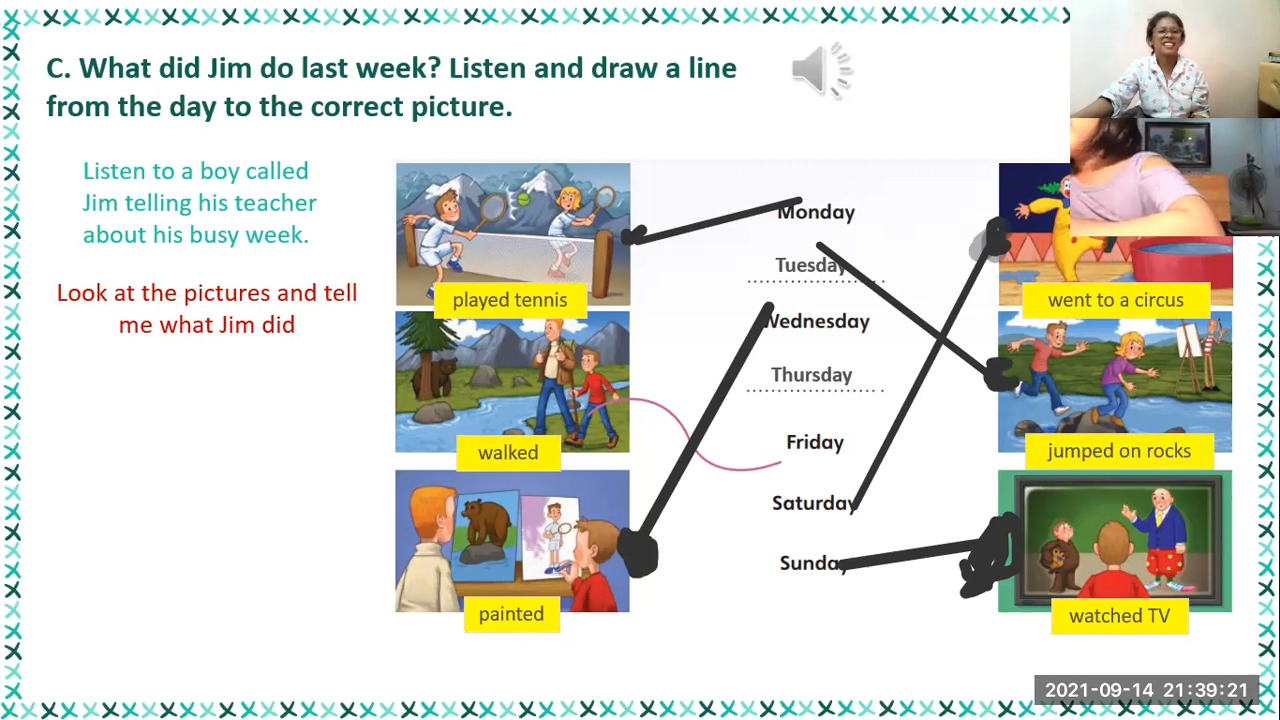 C. What did Jim do last week? Listen and draw a line
from the day to the correct picture.
Listen to a boy called
Jim telling his teacher
about his busy week.
Look at the pictures and tell
me what Jim did
played tennis
walked
painted
Monday
Tuesday
Wednesday
Thursday
Friday
Saturday
Sunday
went to a circus
jumped on rocks
watched TV
2021-09-14 21:39:21